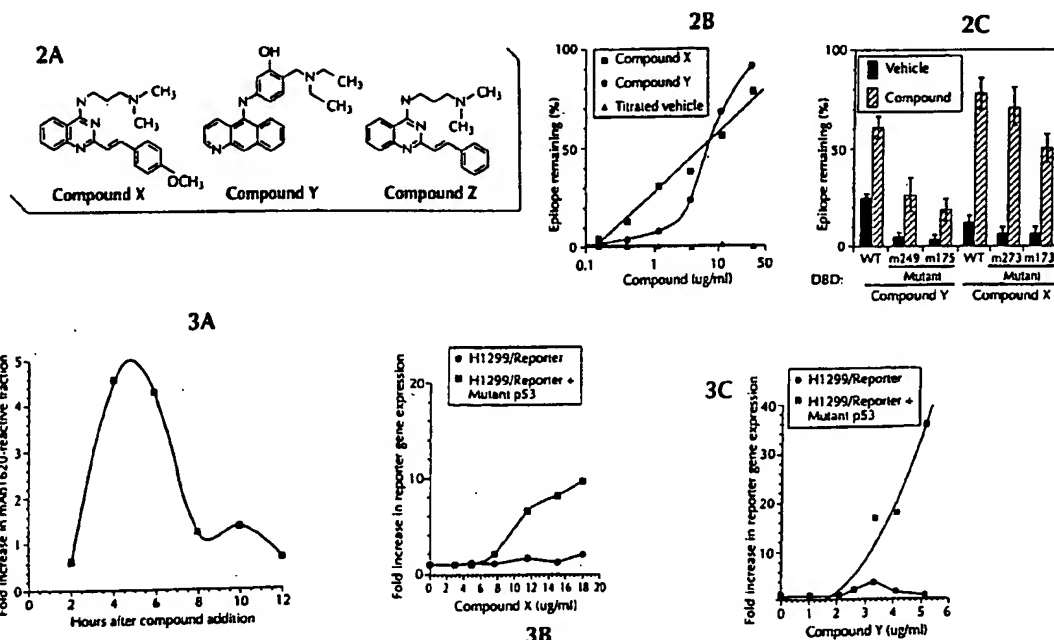 2A
OH
N
CH3
N
CH3
N
N
OCH3
Compound X
N
CH3
CH3
N
N
Compound Y
N
CH3
N
CH3
N
N
Compound Z
2B
Epitope remaining (%)
100
50
0
Compound X
Compound Y
Titrated vehicle
0.1
1
10
50
Compound (ug/ml)
2C
Epitope remaining (%)
100
50
0
Vehicle
Compound
WT m249 m175 WT m273 m173
DBD:
Mutant Mutant
Compound Y Compound X
3A
Fold increase in mAb1620-reactive fraction
5
4
3
2
1
0
0 2 4 6 8 10 12
Hours after compound addition
Fold increase in reporter gene expression
H1299/Reporter
H1299/Reporter +
Mutant p53
20
10
0
0 2 4 6 8 10 12 14 16 18 20
Compound X (ug/ml)
3B
3C
Fold increase in reporter gene expression
H1299/Reporter
H1299/Reporter +
Mutant p53
40
30
20
10
0 1 2 3 4 5 6
Compound Y (ug/ml)